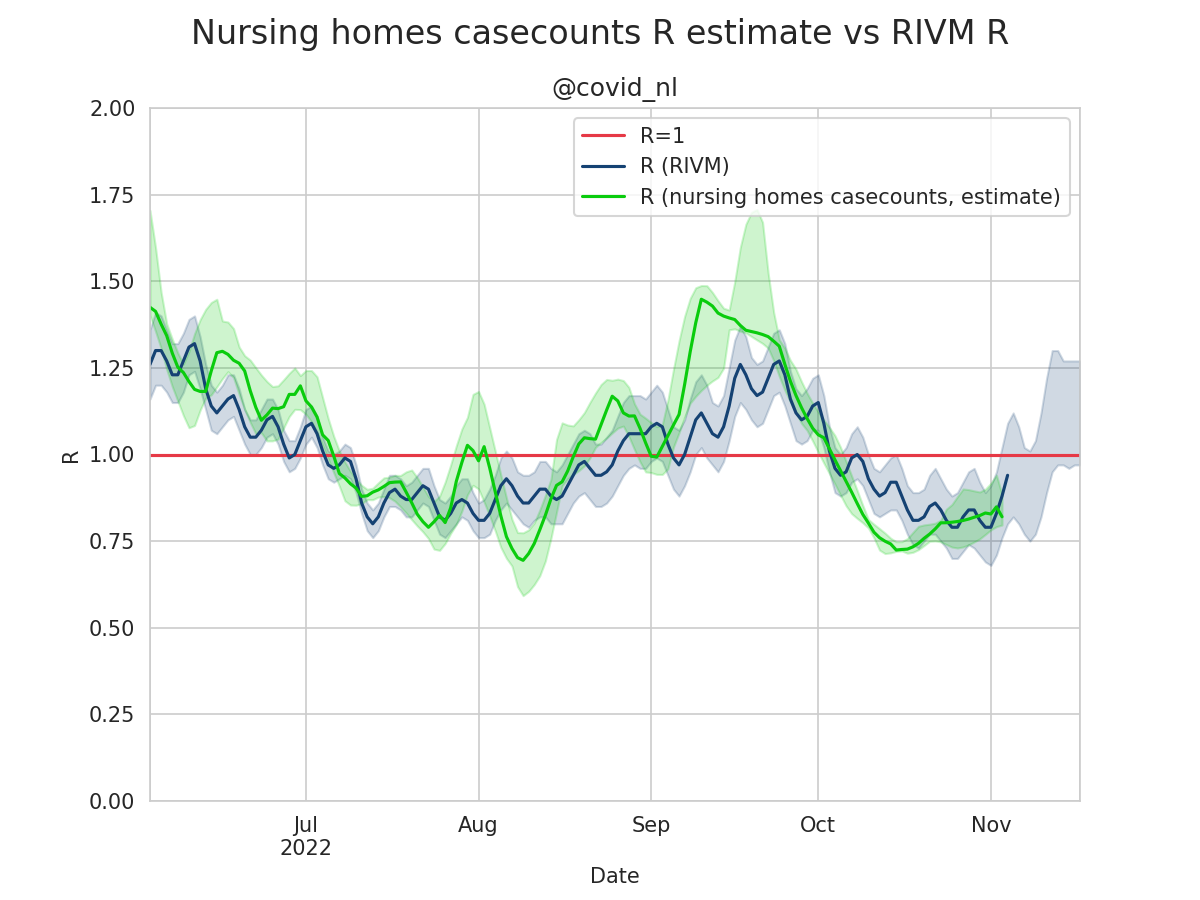 Nursing homes casecounts R estimate vs RIVM R
@covid_nl
R=1
R (RIVM)
R (nursing homes casecounts, estimate)
2.00
1.75
1.50
1.25
1.00
0.75
0.50
0.25
0.00
R
Jul
2022
Aug
Sep
Oct
Nov
Date